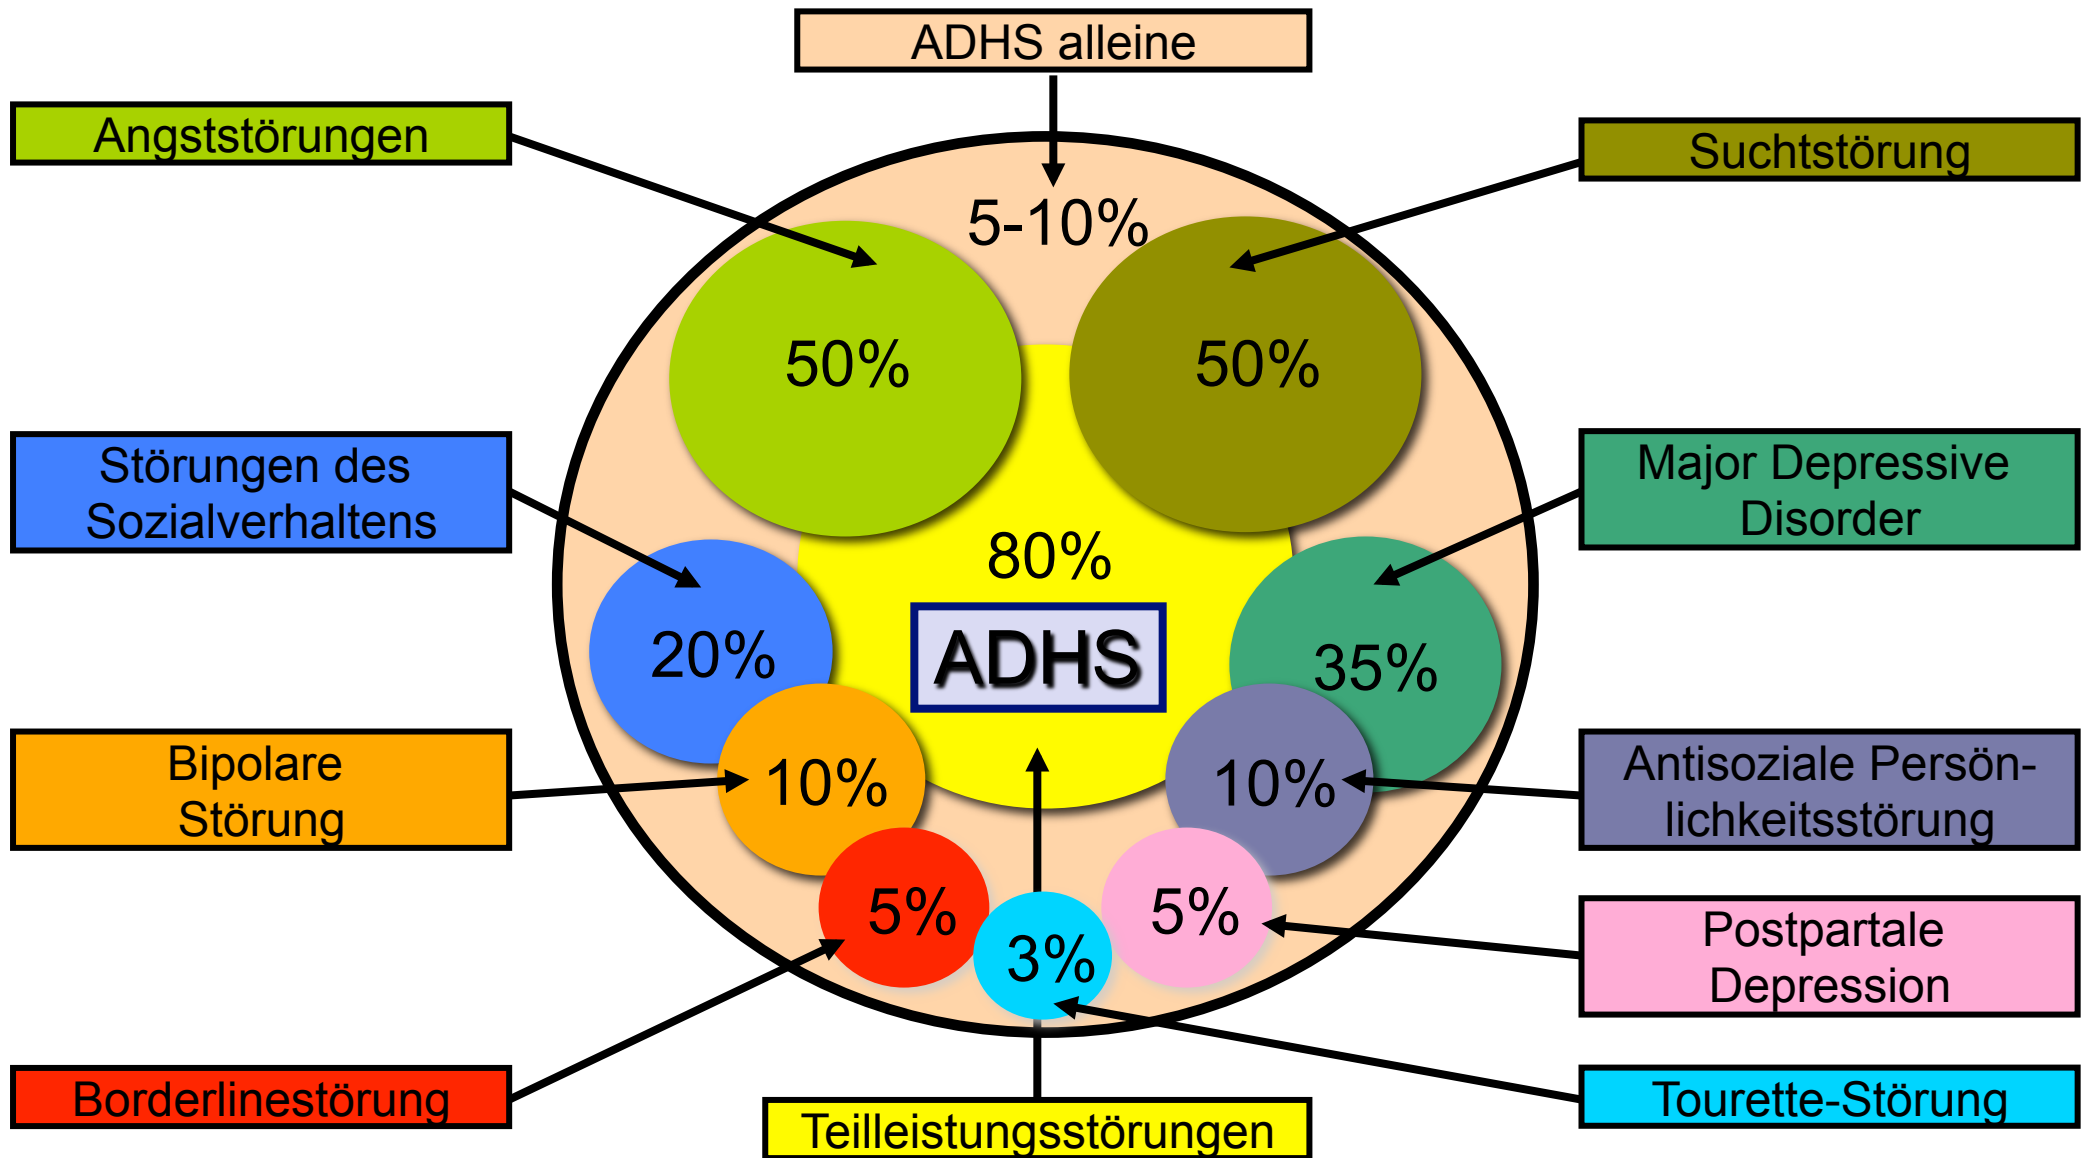 ADHS alleine
Angststörungen
Suchtstörung
5-10%
50%
50%
Störungen des
Sozialverhaltens
Major Depressive
Disorder
80%
ADHS
20%
35%
Bipolare
Störung
10%
10%
Antisoziale Persön-
lichkeitsstörung
5%
3%
5%
Postpartale
Depression
Borderlinestörung
Teilleistungsstörungen
Tourette-Störung